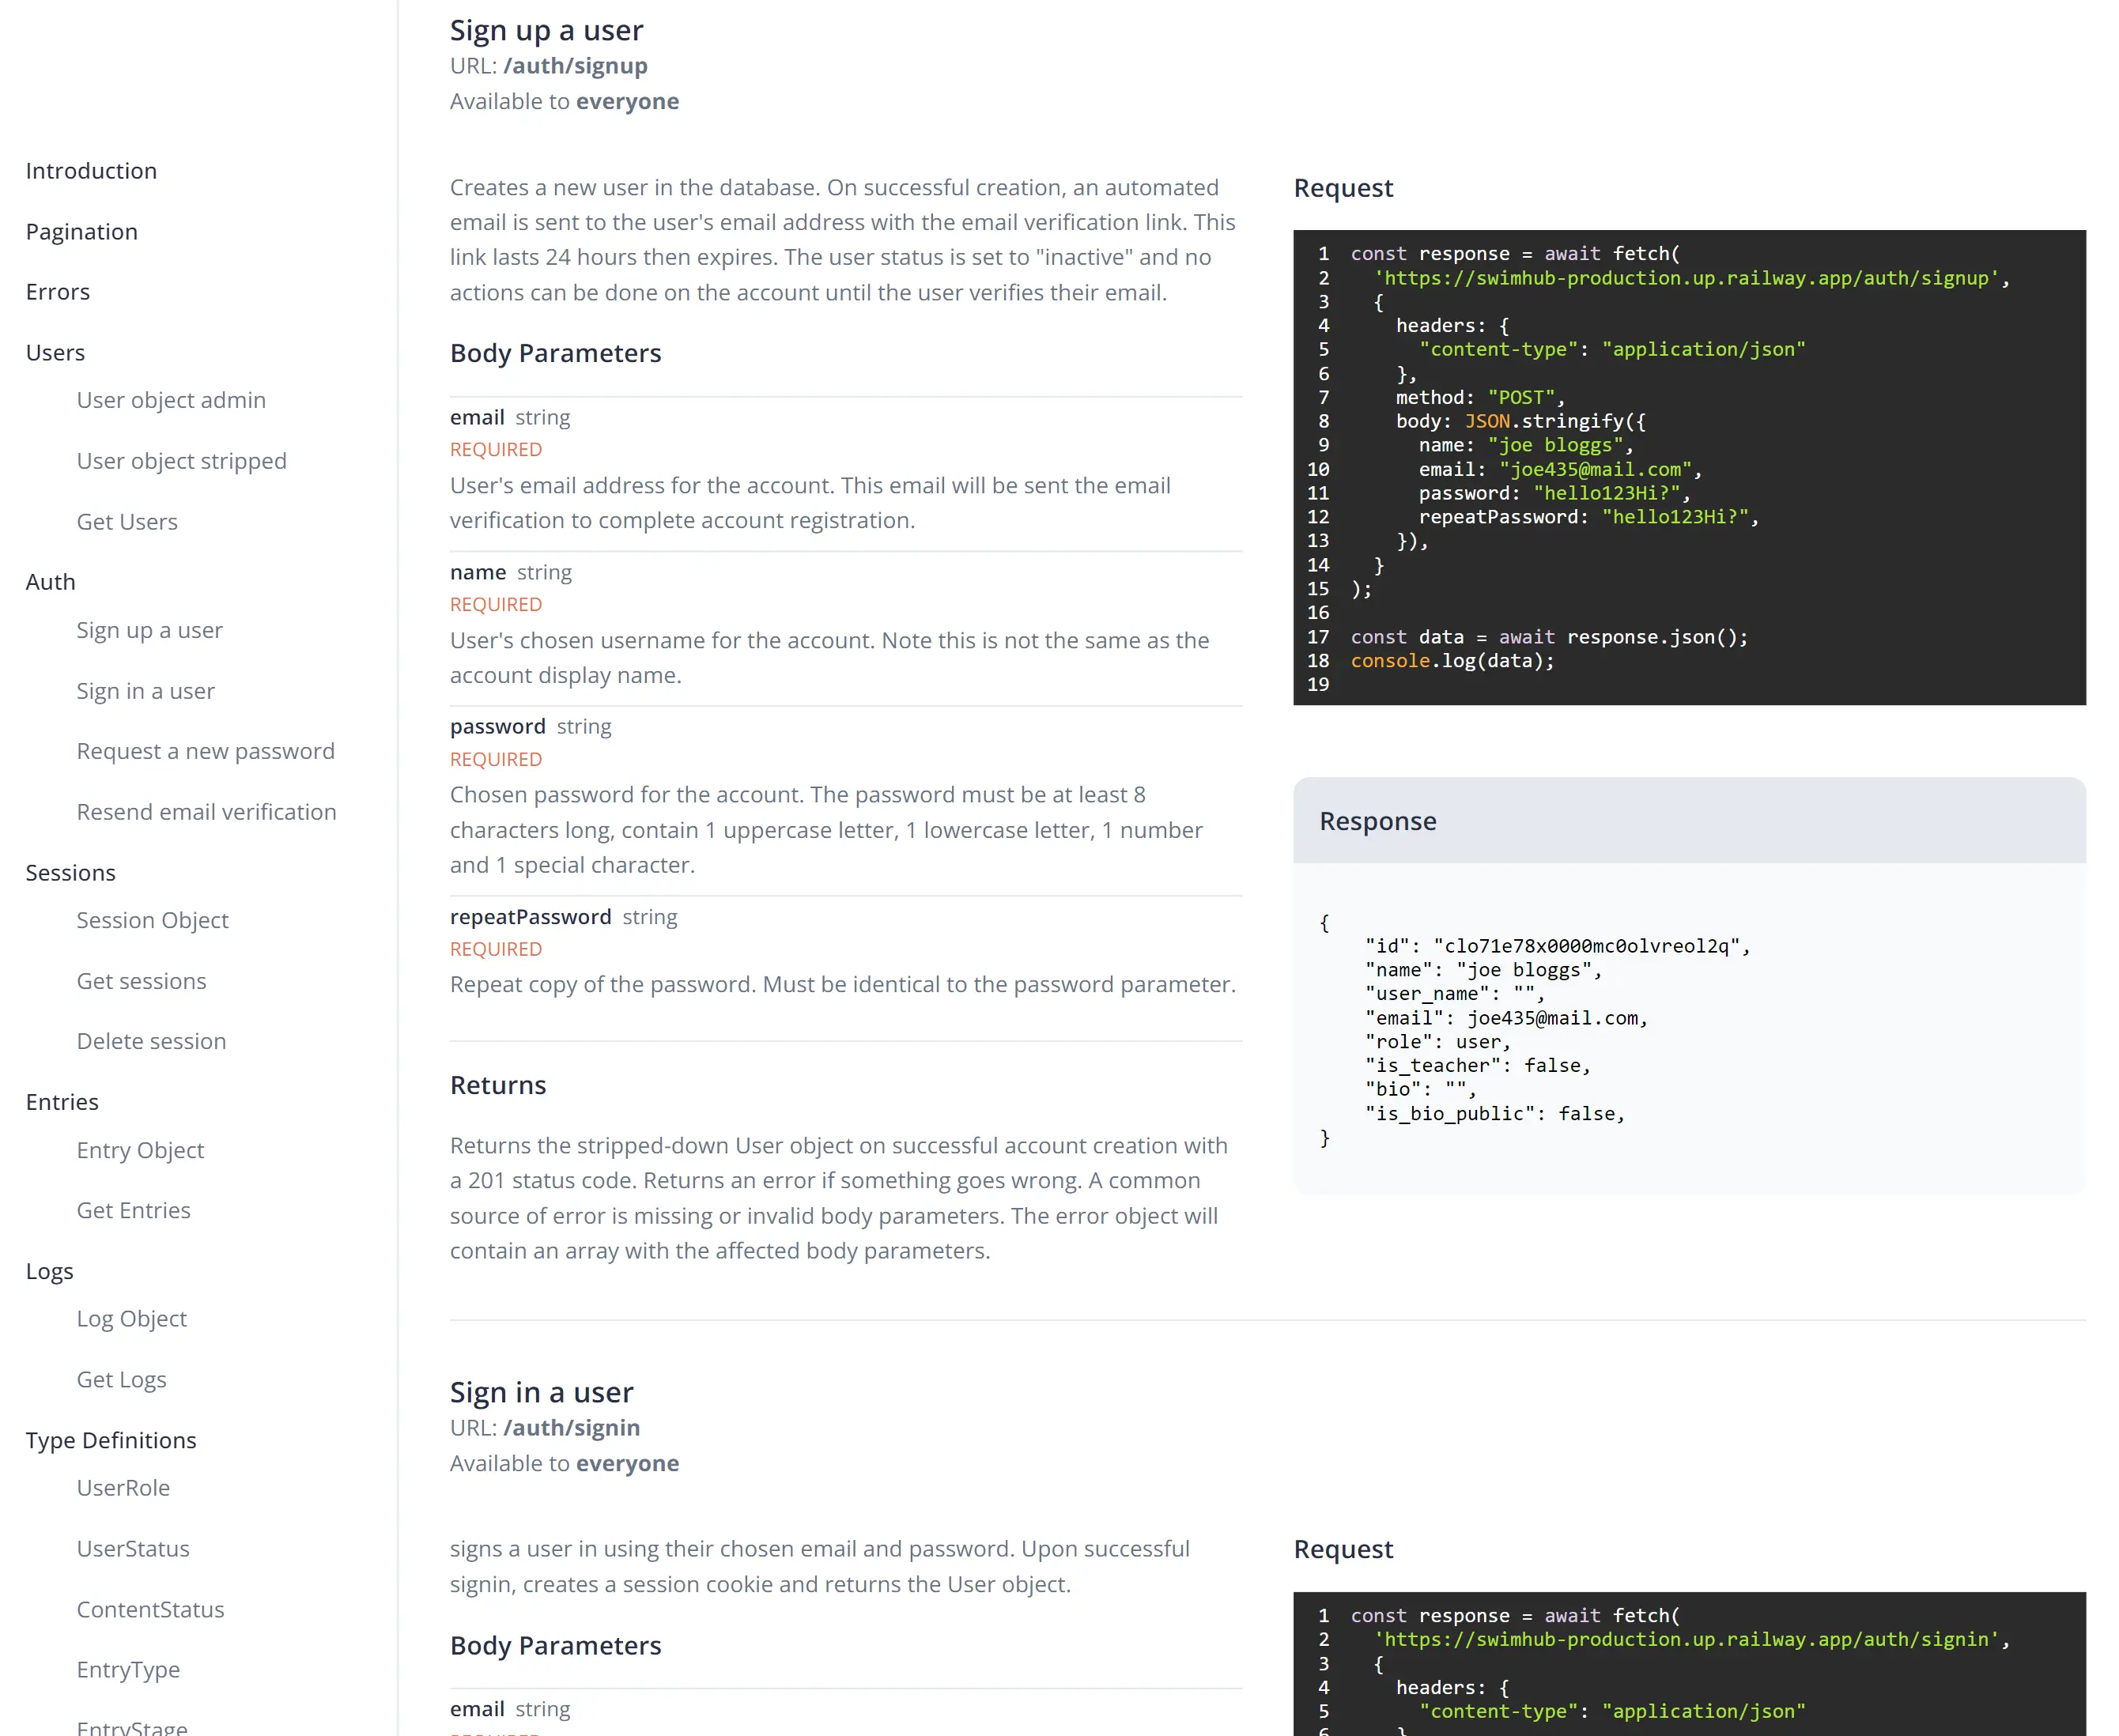 Introduction
Pagination
Errors
Users
User object admin
User object stripped
Get Users
Auth
Sign up a user
Sign in a user
Request a new password
Resend email verification
Sessions
Session Object
Get sessions
Delete session
Entries
Entry Object
Get Entries
Logs
Log Object
Get Logs
Type Definitions
UserRole
UserStatus
ContentStatus
EntryType
EntryStage
Sign up a user
URL: /auth/signup
Available to everyone
Creates a new user in the database. On successful creation, an automated
email is sent to the user's email address with the email verification link. This
link lasts 24 hours then expires. The user status is set to "inactive" and no
actions can be done on the account until the user verifies their email.
Body Parameters
email string
REQUIRED
User's email address for the account. This email will be sent the email
verification to complete account registration.
name string
REQUIRED
User's chosen username for the account. Note this is not the same as the
account display name.
password string
REQUIRED
Chosen password for the account. The password must be at least 8
characters long, contain 1 uppercase letter, 1 lowercase letter, 1 number
and 1 special character.
repeatPassword string
REQUIRED
Repeat copy of the password. Must be identical to the password parameter.
Returns
Returns the stripped-down User object on successful account creation with
a 201 status code. Returns an error if something goes wrong. A common
source of error is missing or invalid body parameters. The error object will
contain an array with the affected body parameters.
Request
1 const response = await fetch(
2 'https://swimhub-production.up.railway.app/auth/signup',
3 {
4 headers: {
5 "content-type": "application/json"
6 },
7 method: "POST",
8 body: JSON.stringify({
9 name: "joe bloggs",
10 email: "joe435@mail.com",
11 password: "hello123Hi?",
12 repeatPassword: "hello123Hi?",
13 }),
14 }
15 );
16
17 const data = await response.json();
18 console.log(data);
19
Response
{
"id": "clo71e78x0000mc0olvreol2q",
"name": "joe bloggs",
"user_name": "",
"email": joe435@mail.com,
"role": user,
"is_teacher": false,
"bio": "",
"is_bio_public": false,
}
Sign in a user
URL: /auth/signin
Available to everyone
signs a user in using their chosen email and password. Upon successful
signin, creates a session cookie and returns the User object.
Body Parameters
email string
Request
1 const response = await fetch(
2 'https://swimhub-production.up.railway.app/auth/signin',
3 {
4 headers: {
5 "content-type": "application/json"